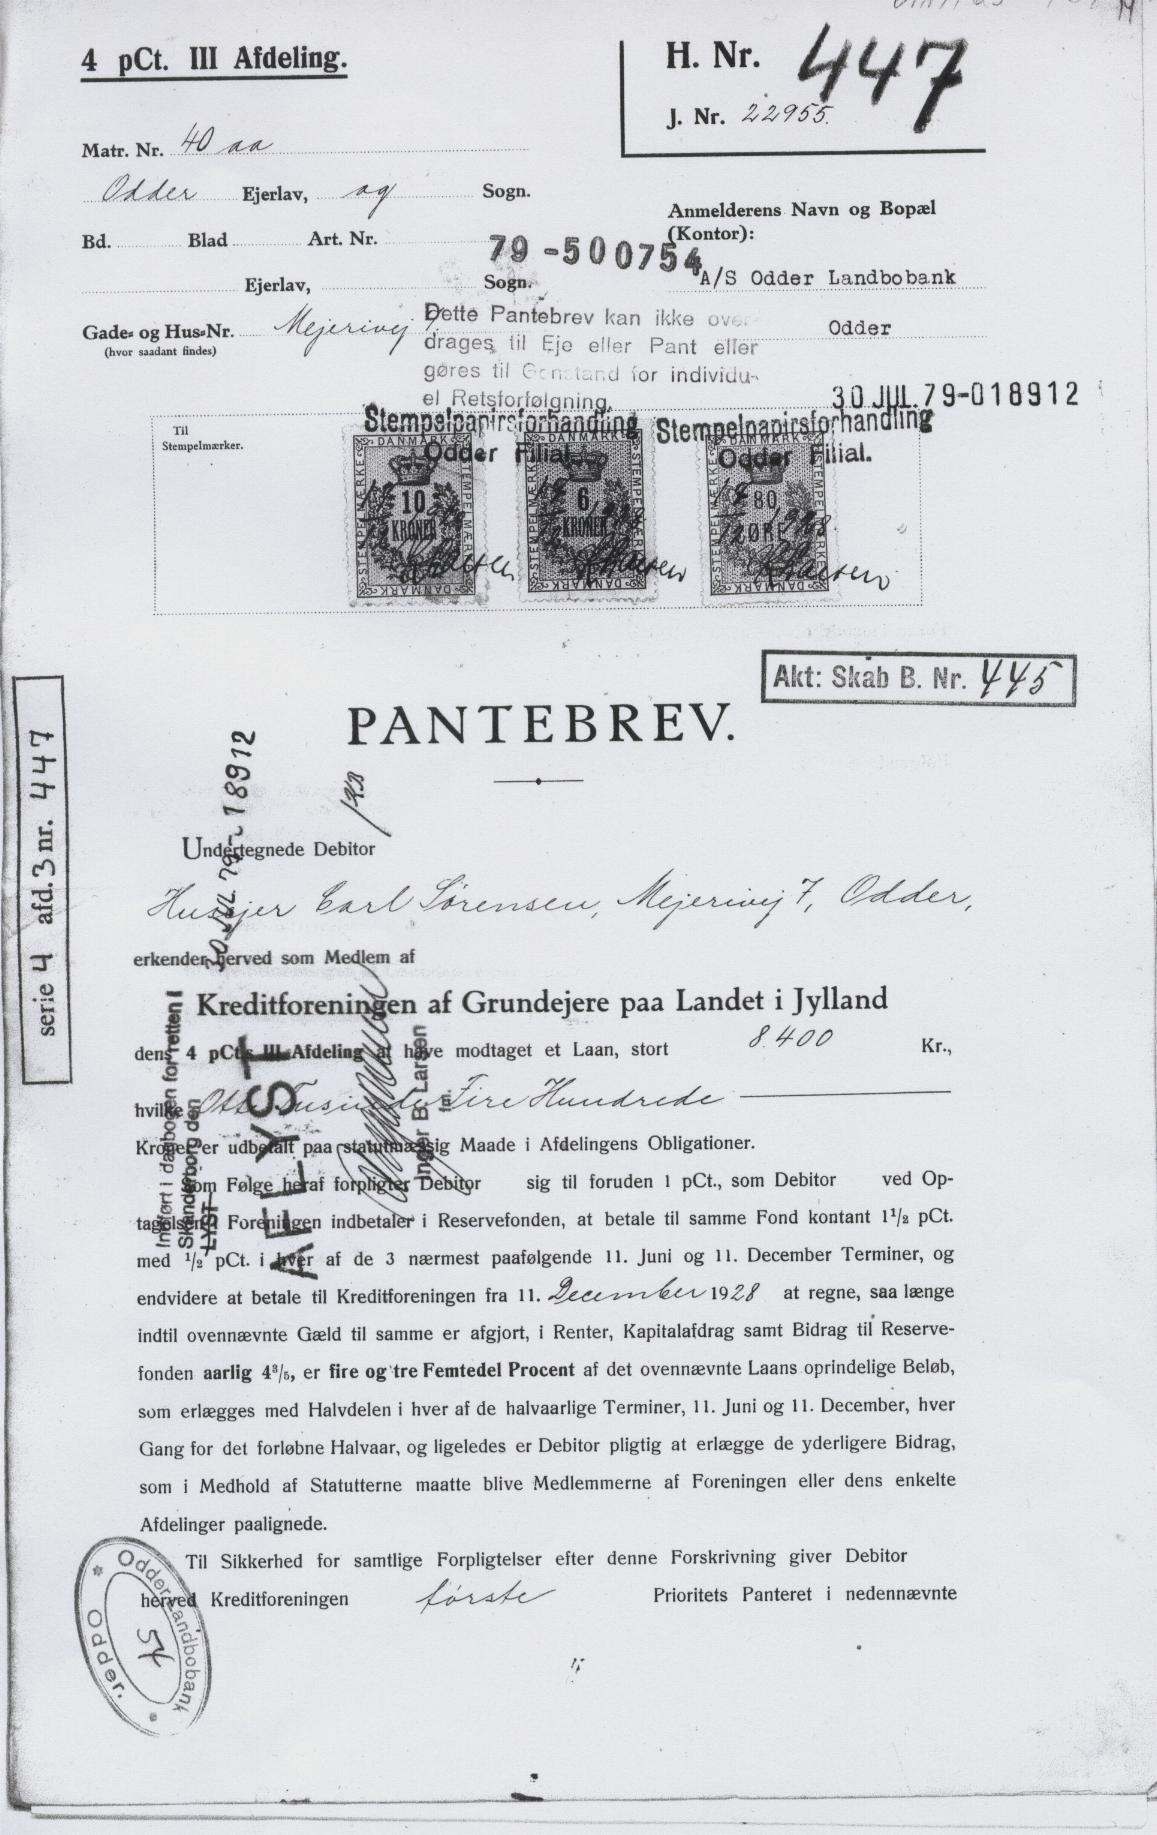 4 pCt. III Afdeling.
H. Nr. 447
J. Nr. 22955.
Matr. Nr. 40 aa
Odder Ejerlav, og Sogn.
Bd. Blad Art. Nr.
Ejerlav, Sogn.
Gade- og Hus-Nr. Mejerivej 7.
(hvor saadant findes)
Anmelderens Navn og Bopæl
(Kontor):
79-500754
A/S Odder Landbobank
Odder
Dette Pantebrev kan ikke over-
drages til Eje eller Pant eller
gøres til Genstand for individu-
el Retsforfølgning.
30 JUL. 79-018912
Til
Stempelmærker.
Stempelpapirsforhandling
Odder Filial.
Stempelpapirsforhandling
Odder Filial.
DANMARK
STEMPELMÆRKE
10
KRONER
DANMARK
STEMPELMÆRKE
6
KRONER
DANMARK
STEMPELMÆRKE
80
ØRE
1928
Akt: Skab B. Nr. 445
serie 4 afd. 3 nr. 447
PANTEBREV.
30 JUL. 79-18912
Undertegnede Debitor
Husejer Carl Sørensen, Mejerivej 7, Odder,
erkender herved som Medlem af
Kreditforeningen af Grundejere paa Landet i Jylland
dens 4 pCt.s III Afdeling at have modtaget et Laan, stort 8.400 Kr.,
hvilke Otte Tusinde Fire Hundrede
Kroner er udbetalt paa statutmæssig Maade i Afdelingens Obligationer.
Som Følge heraf forpligter Debitor sig til foruden 1 pCt., som Debitor ved Op-
tagelsen i Foreningen indbetaler i Reservefonden, at betale til samme Fond kontant 1 1/2 pCt.
med 1/2 pCt. i hver af de 3 nærmest paafølgende 11. Juni og 11. December Terminer, og
endvidere at betale til Kreditforeningen fra 11. December 1928 at regne, saa længe
indtil ovennævnte Gæld til samme er afgjort, i Renter, Kapitalafdrag samt Bidrag til Reserve-
fonden aarlig 4 3/5, er fire og tre Femtedel Procent af det ovennævnte Laans oprindelige Beløb,
som erlægges med Halvdelen i hver af de halvaarlige Terminer, 11. Juni og 11. December, hver
Gang for det forløbne Halvaar, og ligeledes er Debitor pligtig at erlægge de yderligere Bidrag,
som i Medhold af Statutterne maatte blive Medlemmerne af Foreningen eller dens enkelte
Afdelinger paalignede.
Til Sikkerhed for samtlige Forpligtelser efter denne Forskrivning giver Debitor
herved Kreditforeningen første Prioritets Panteret i nedennævnte
Indført i dagbogen for retten i
Skanderborg den
LYST
AFLYST
Inger B. Larsen
fm.
Odder Landbobank
54
Odder.